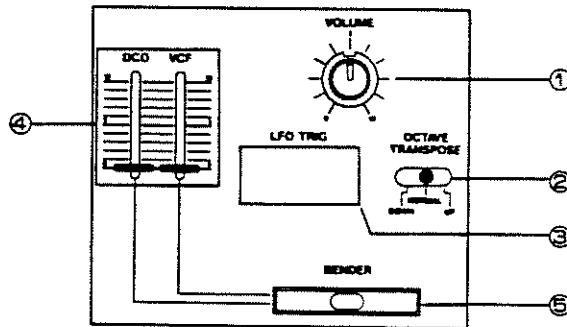 VOLUME
DCO VCF
①
④
LFO TRIG
OCTAVE
TRANSPOSE
②
NORMAL
DOWN UP
③
BENDER
⑤